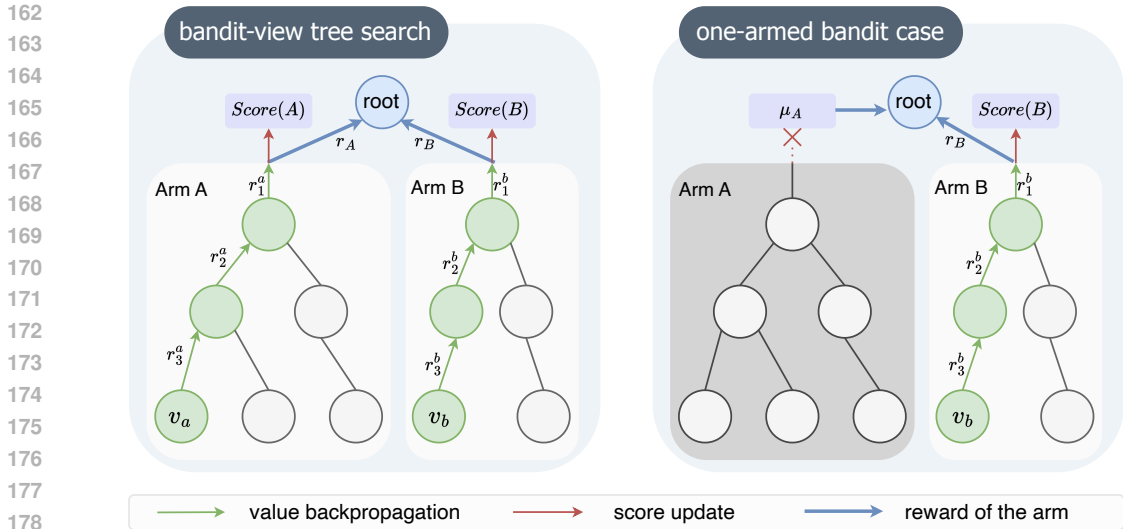 162
163
164
165
166
167
168
169
170
171
172
173
174
175
176
177
178
bandit-view tree search
Score(A)
root
Score(B)
r_A
r_B
Arm A
r_1^a
Arm B
r_1^b
r_2^a
r_2^b
r_3^a
r_3^b
v_a
v_b
one-armed bandit case
μ_A
root
Score(B)
r_B
Arm A
Arm B
r_1^b
r_2^b
r_3^b
v_b
value backpropagation
score update
reward of the arm